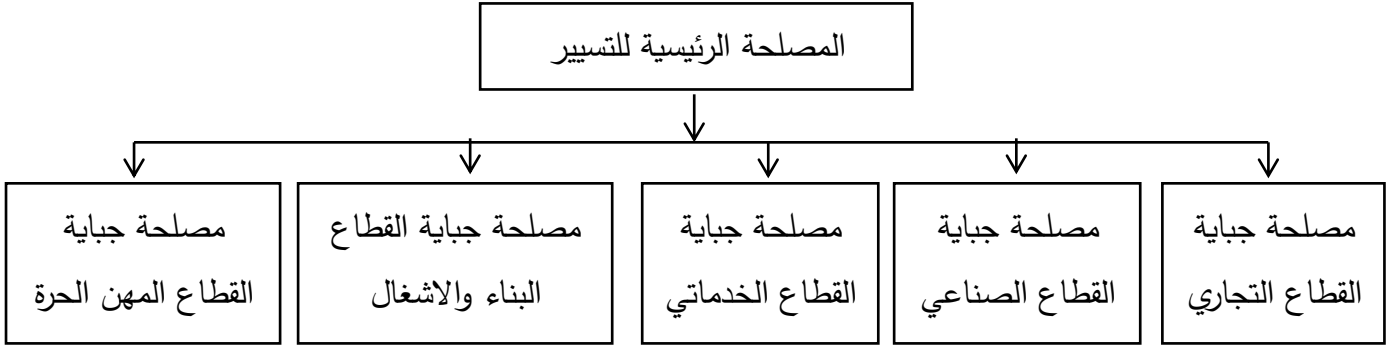 المصلحة الرئيسية للتسيير
مصلحة جباية
القطاع التجاري
مصلحة جباية
القطاع الصناعي
مصلحة جباية
القطاع الخدماتي
مصلحة جباية القطاع
البناء والاشغال
مصلحة جباية
القطاع المهن الحرة